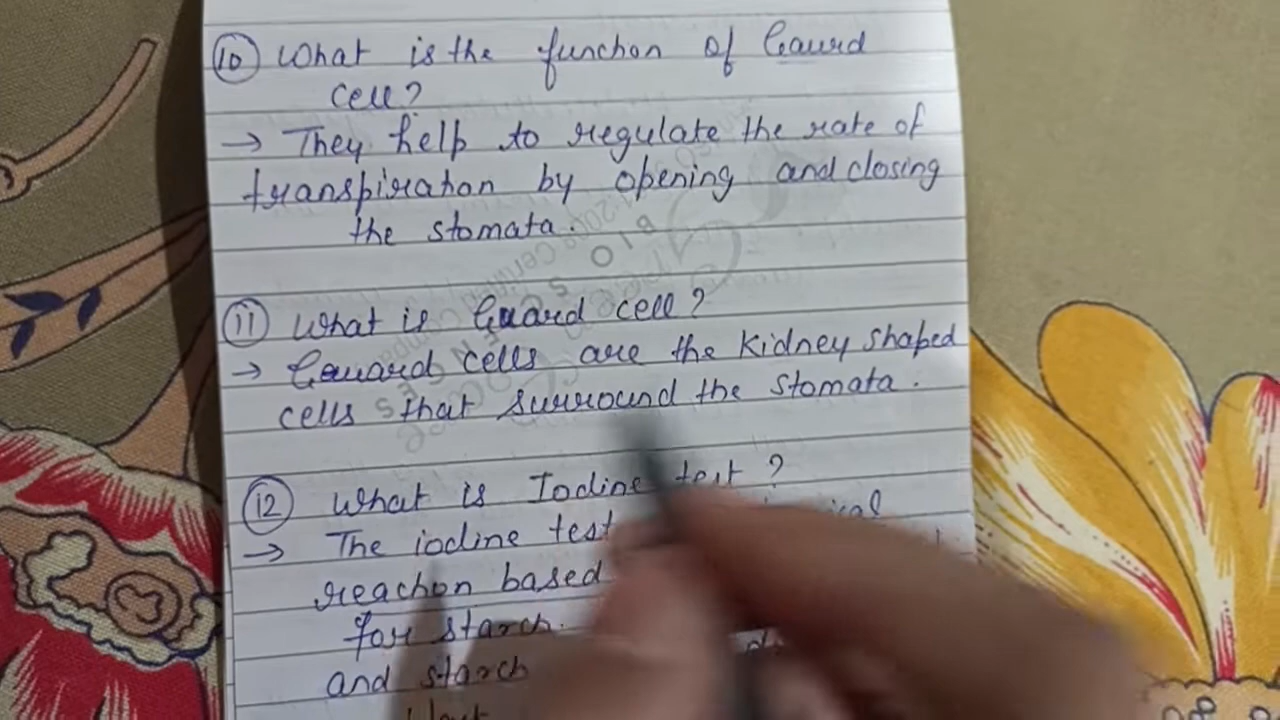 10 What is the function of Gaurd
cell?
→ They help to regulate the rate of
transpiration by opening and closing
the stomata.
11 What is Guard cell?
→ Gauard cells are the kidney shaped
cells that surround the stomata.
12 What is Iodine test ?
→ The iodine test
reaction based
for starch.
and starch